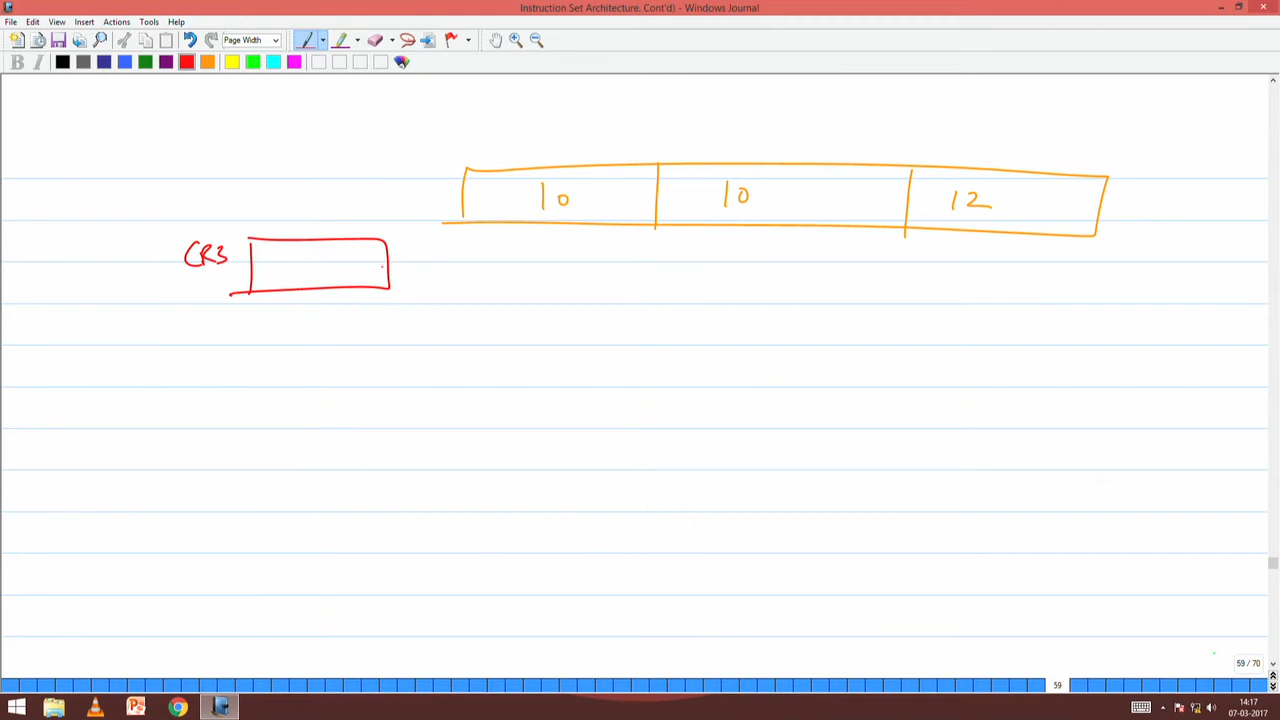 Instruction Set Architecture. Cont'd) - Windows Journal
File Edit View Insert Actions Tools Help
Page Width
B I
10 10 12
CR3
59 / 70
59
14:17
07-03-2017